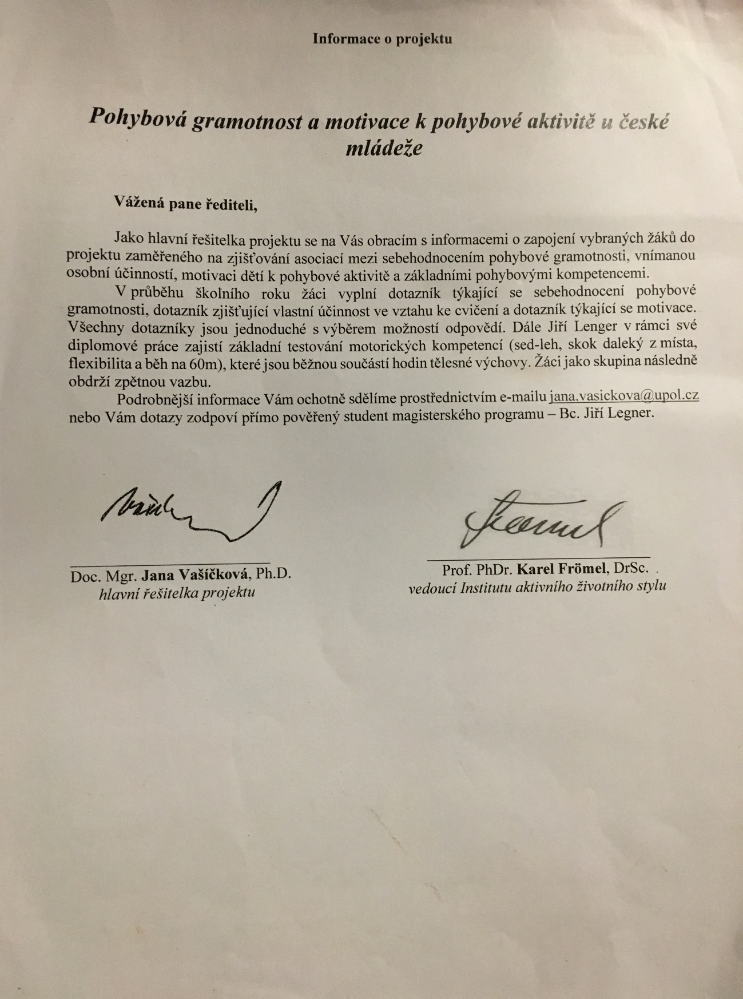 Informace o projektu
Pohybová gramotnost a motivace k pohybové aktivitě u české
mládeže
Vážená pane řediteli,
Jako hlavní řešitelka projektu se na Vás obracím s informacemi o zapojení vybraných žáků do
projektu zaměřeného na zjišťování asociací mezi sebehodnocením pohybové gramotnosti, vnímanou
osobní účinností, motivaci dětí k pohybové aktivitě a základními pohybovými kompetencemi.
V průběhu školního roku žáci vyplní dotazník týkající se sebehodnocení pohybové
gramotnosti, dotazník zjišťující vlastní účinnost ve vztahu ke cvičení a dotazník týkající se motivace.
Všechny dotazníky jsou jednoduché s výběrem možností odpovědí. Dále Jiří Lenger v rámci své
diplomové práce zajistí základní testování motorických kompetencí (sed-leh, skok daleký z místa,
flexibilita a běh na 60m), které jsou běžnou součástí hodin tělesné výchovy. Žáci jako skupina následně
obdrží zpětnou vazbu.
Podrobnější informace Vám ochotně sdělíme prostřednictvím e-mailu jana.vasickova@upol.cz
nebo Vám dotazy zodpoví přímo pověřený student magisterského programu – Bc. Jiří Legner.
Doc. Mgr. Jana Vašíčková, Ph.D.
hlavní řešitelka projektu
Prof. PhDr. Karel Frömel, DrSc.
vedoucí Institutu aktivního životního stylu